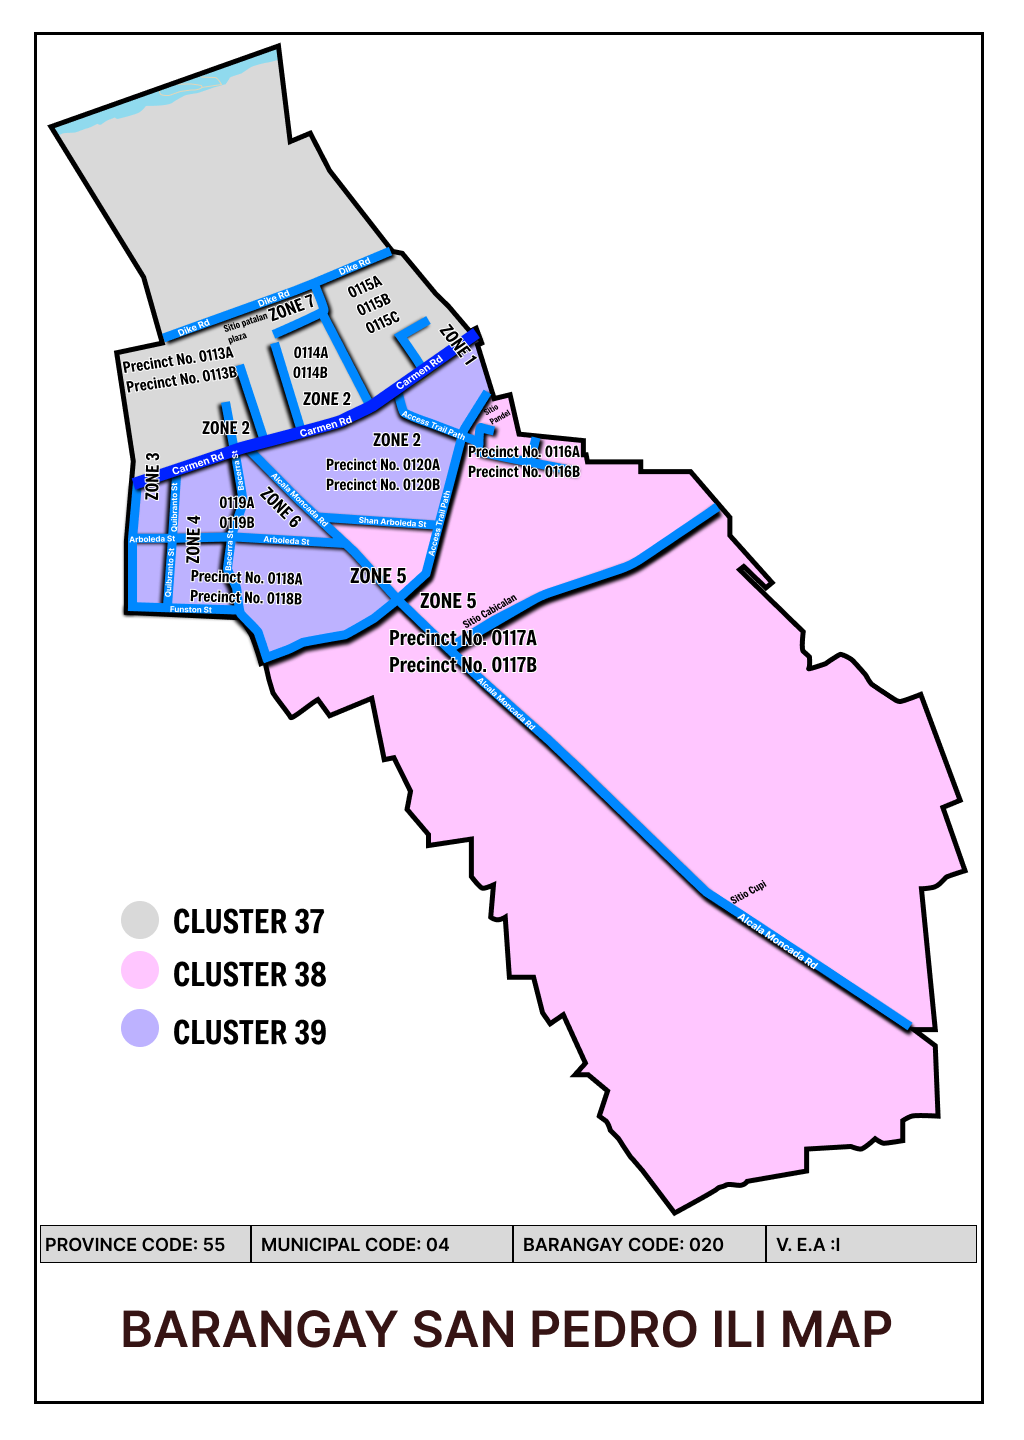 Dike Rd
Dike Rd
Dike Rd
Sitio patalan
plaza
ZONE 7
0115A
0115B
0115C
ZONE 1
Precinct No. 0113A
Precinct No. 0113B
0114A
0114B
ZONE 2
Carmen Rd
Carmen Rd
Carmen Rd
ZONE 2
ZONE 2
Access Trail Path
Sitio
Pandel
Precinct No. 0116A
Precinct No. 0116B
Precinct No. 0120A
Precinct No. 0120B
ZONE 3
Quibranto St
Bacerra St
Alcala Moncada Rd
ZONE 6
0119A
0119B
Shan Arboleda St
Access Trail Path
ZONE 4
Arboleda St
Arboleda St
Quibranto St
Bacerra St
Precinct No. 0118A
Precinct No. 0118B
Funston St
ZONE 5
ZONE 5
Sitio Cabicalan
Precinct No. 0117A
Precinct No. 0117B
Alcala Moncada Rd
Sitio Cupi
Alcala Moncada Rd
CLUSTER 37
CLUSTER 38
CLUSTER 39
PROVINCE CODE: 55
MUNICIPAL CODE: 04
BARANGAY CODE: 020
V. E.A :I
BARANGAY SAN PEDRO ILI MAP